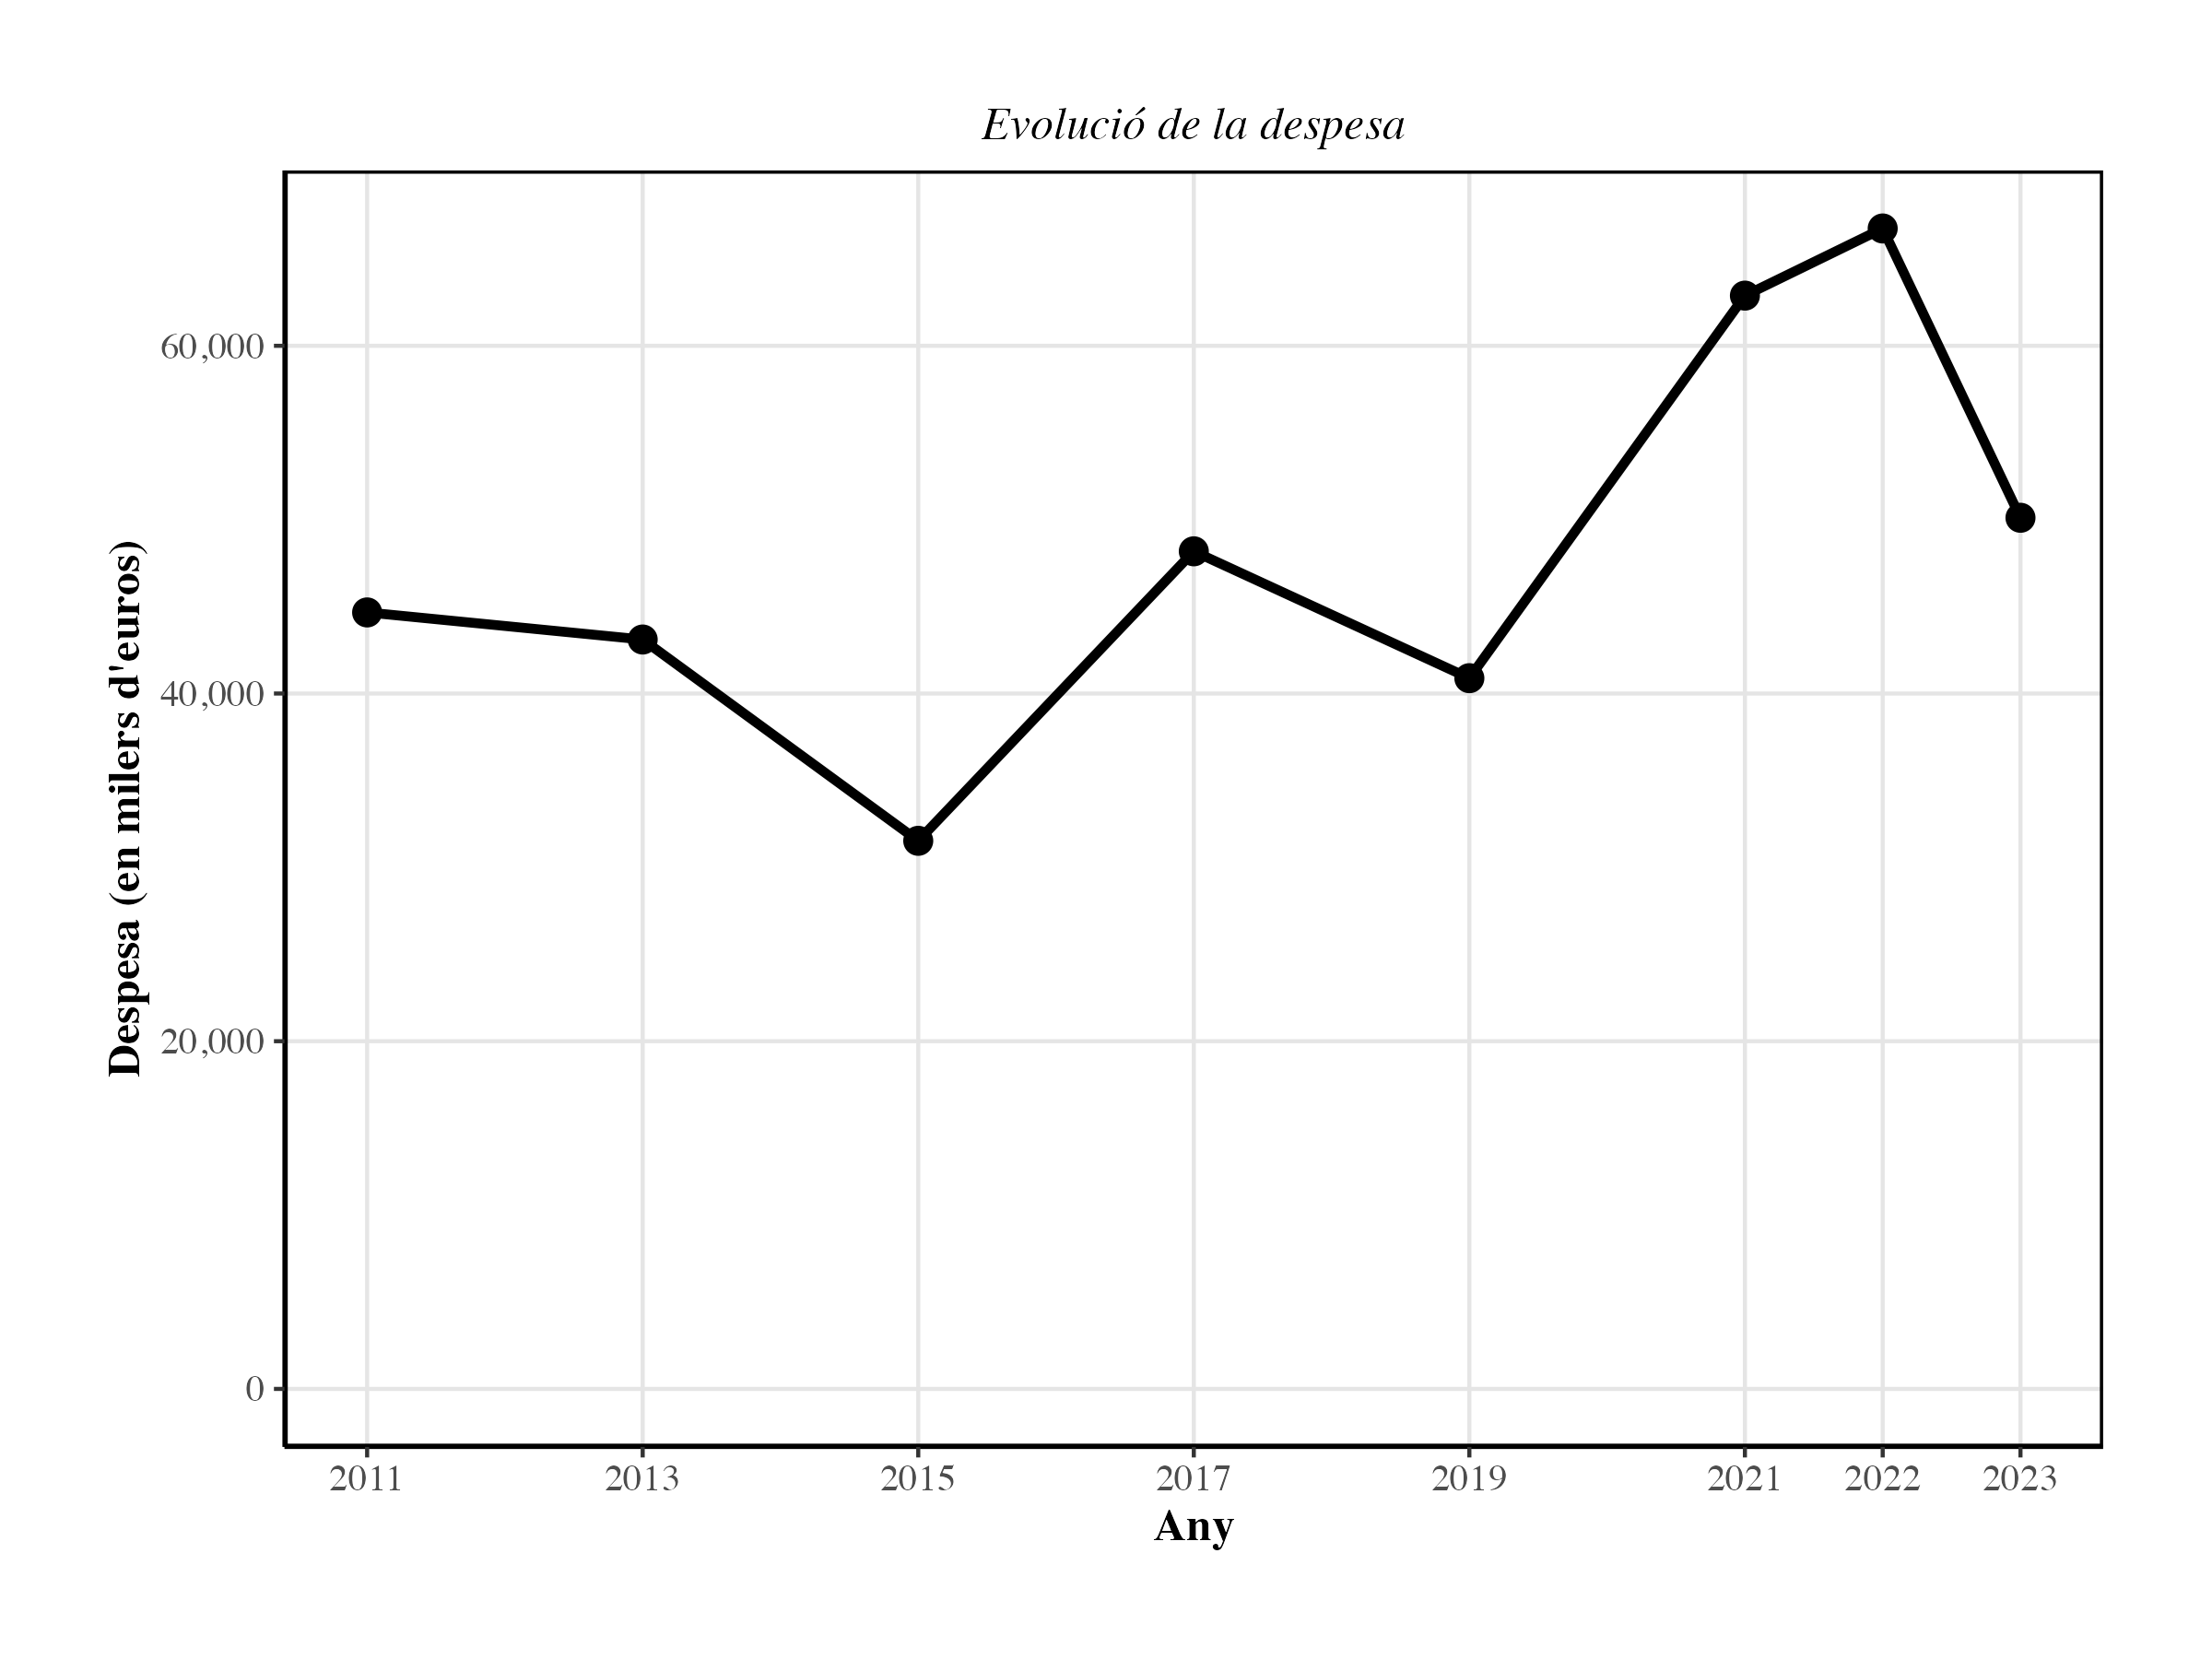 Evolució de la despesa
Despesa (en milers d'euros)
60,000
40,000
20,000
0
2011 2013 2015 2017 2019 2021 2022 2023
Any